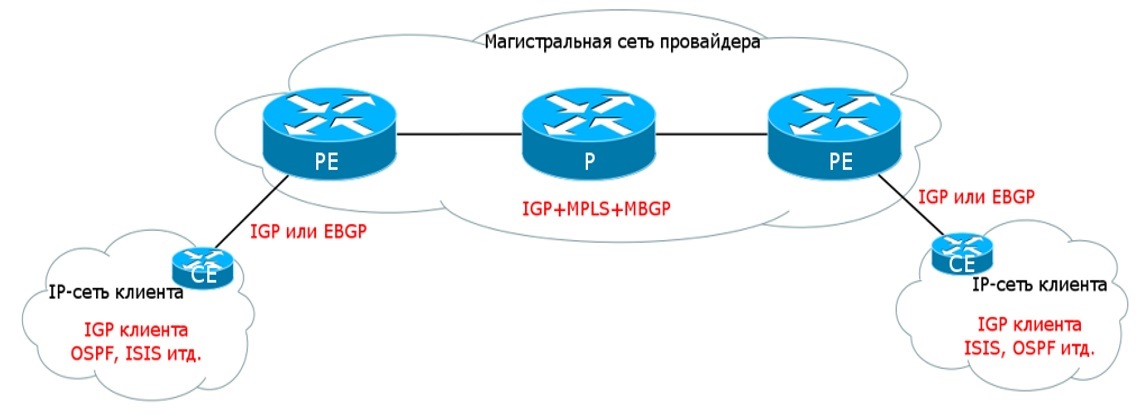 Магистральная сеть провайдера
PE
P
PE
IGP+MPLS+MBGP
IGP или EBGP
IGP или EBGP
CE
IP-сеть клиента
IGP клиента
OSPF, ISIS итд.
CE
IP-сеть клиента
IGP клиента
ISIS, OSPF итд.